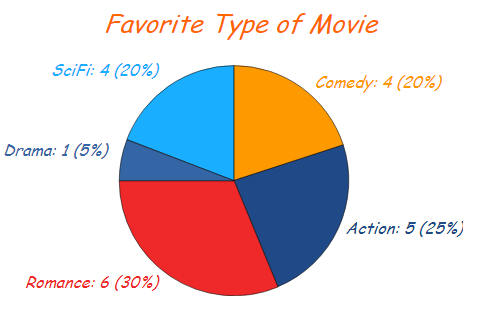 Favorite Type of Movie
SciFi: 4 (20%)
Comedy: 4 (20%)
Drama: 1 (5%)
Action: 5 (25%)
Romance: 6 (30%)